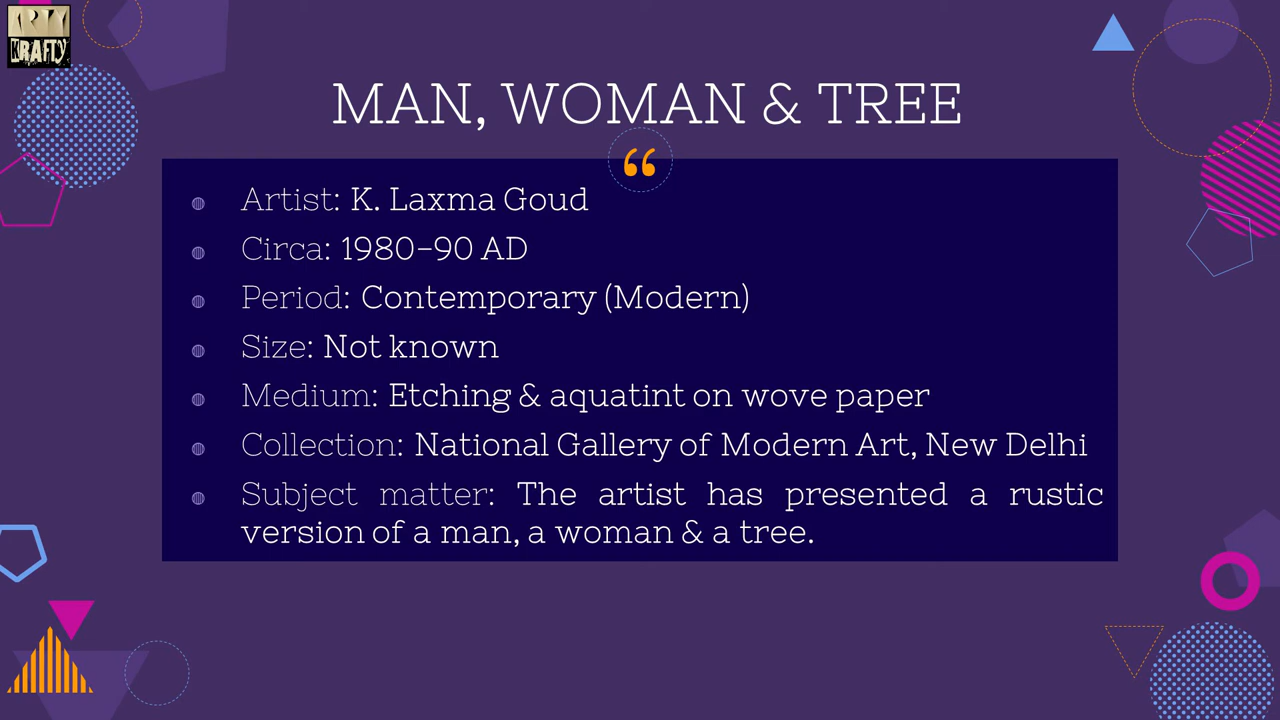 ARTY
KRAFTY
MAN, WOMAN & TREE
“
Artist: K. Laxma Goud
Circa: 1980-90 AD
Period: Contemporary (Modern)
Size: Not known
Medium: Etching & aquatint on wove paper
Collection: National Gallery of Modern Art, New Delhi
Subject matter: The artist has presented a rustic
version of a man, a woman & a tree.